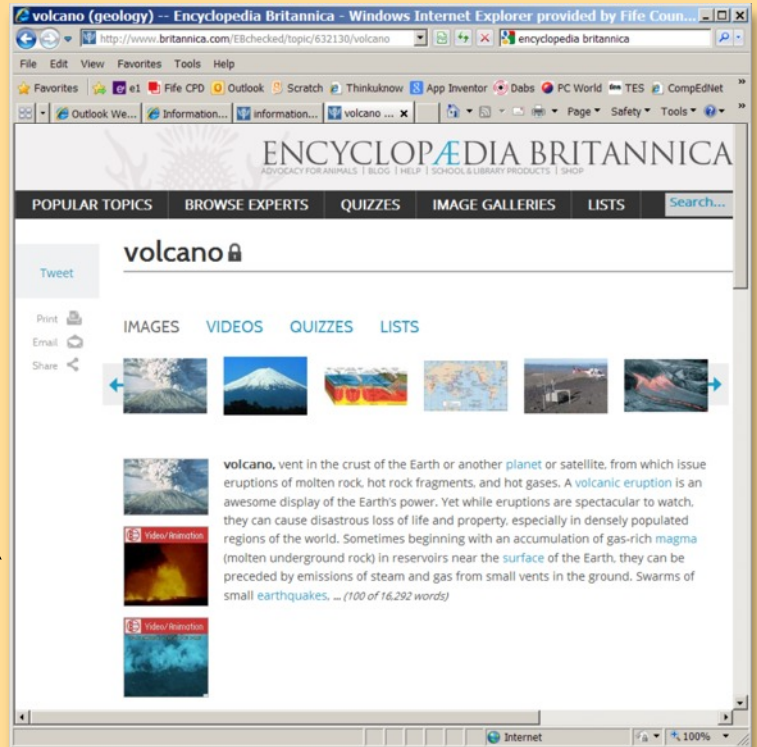 volcano (geology) -- Encyclopedia Britannica - Windows Internet Explorer provided by Fife Coun...
http://www.britannica.com/EBchecked/topic/632130/volcano encyclopedia britannica
File Edit View Favorites Tools Help
Favorites e1 Fife CPD Outlook Scratch Thinkuknow App Inventor Dabs PC World TES CompEdNet »
Outlook We... Information... information... volcano ... X Page Safety Tools »
ENCYCLOPÆDIA BRITANNICA
ADVOCACY FOR ANIMALS | BLOG | HELP | SCHOOL & LIBRARY PRODUCTS | SHOP
POPULAR TOPICS BROWSE EXPERTS QUIZZES IMAGE GALLERIES LISTS Search...
volcano
Tweet
Print
Email
Share
IMAGES VIDEOS QUIZZES LISTS
volcano, vent in the crust of the Earth or another planet or satellite, from which issue
eruptions of molten rock, hot rock fragments, and hot gases. A volcanic eruption is an
awesome display of the Earth's power. Yet while eruptions are spectacular to watch,
they can cause disastrous loss of life and property, especially in densely populated
regions of the world. Sometimes beginning with an accumulation of gas-rich magma
(molten underground rock) in reservoirs near the surface of the Earth, they can be
preceded by emissions of steam and gas from small vents in the ground. Swarms of
small earthquakes, ... (100 of 16,292 words)
Video/Animation
Video/Animation
Internet 100%